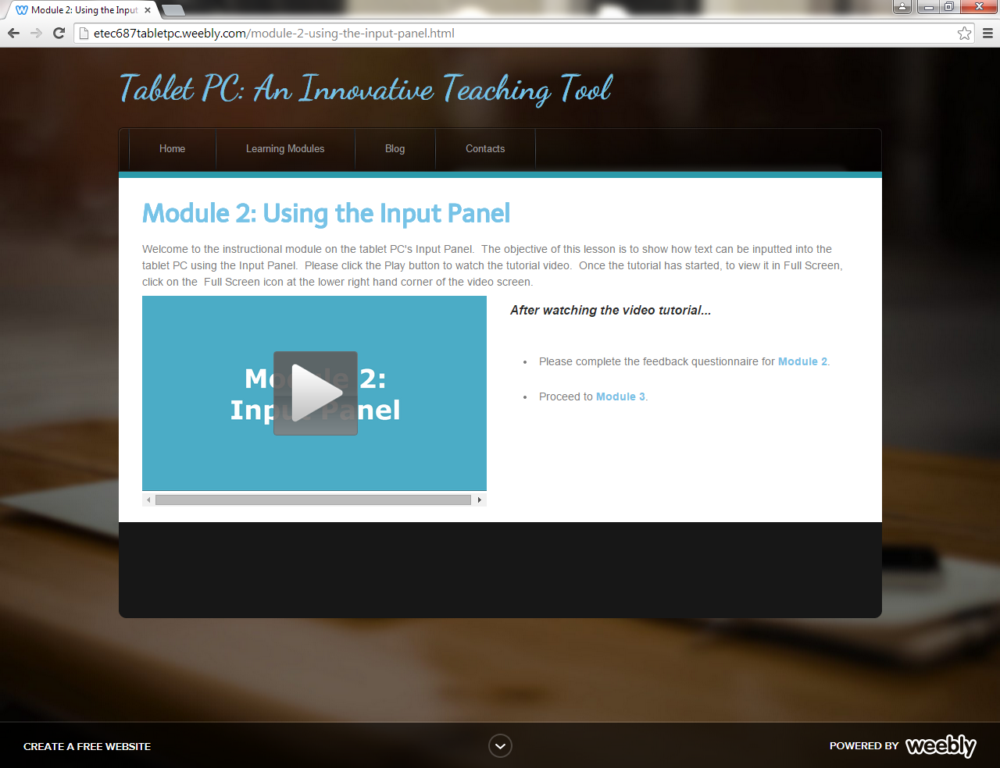 Module 2: Using the Input
etec687tabletpc.weebly.com/module-2-using-the-input-panel.html
Tablet PC: An Innovative Teaching Tool
Home Learning Modules Blog Contacts
Module 2: Using the Input Panel
Welcome to the instructional module on the tablet PC's Input Panel.  The objective of this lesson is to show how text can be inputted into the
tablet PC using the Input Panel.  Please click the Play button to watch the tutorial video.  Once the tutorial has started, to view it in Full Screen,
click on the  Full Screen icon at the lower right hand corner of the video screen.
Module 2:
Input Panel
After watching the video tutorial...
• Please complete the feedback questionnaire for Module 2.
• Proceed to Module 3.
CREATE A FREE WEBSITE
POWERED BY weebly